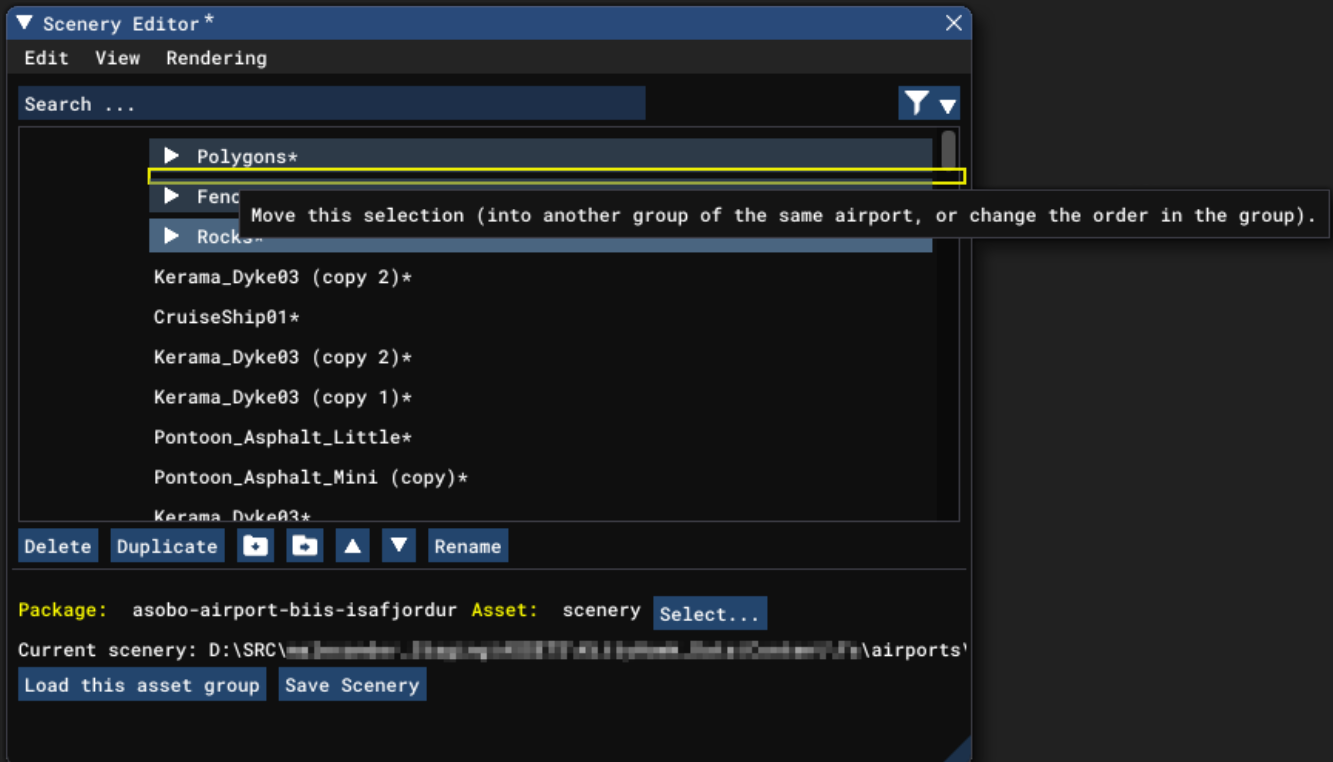 Scenery Editor*
Edit View Rendering
Search ...
Polygons*
Fenc
Move this selection (into another group of the same airport, or change the order in the group).
Rocks*
Kerama_Dyke03 (copy 2)*
CruiseShip01*
Kerama_Dyke03 (copy 2)*
Kerama_Dyke03 (copy 1)*
Pontoon_Asphalt_Little*
Pontoon_Asphalt_Mini (copy)*
Kerama_Dyke03*
Delete Duplicate Rename
Package: asobo-airport-biis-isafjordur Asset: scenery Select...
Current scenery: D:\SRC\ \airports\
Load this asset group Save Scenery